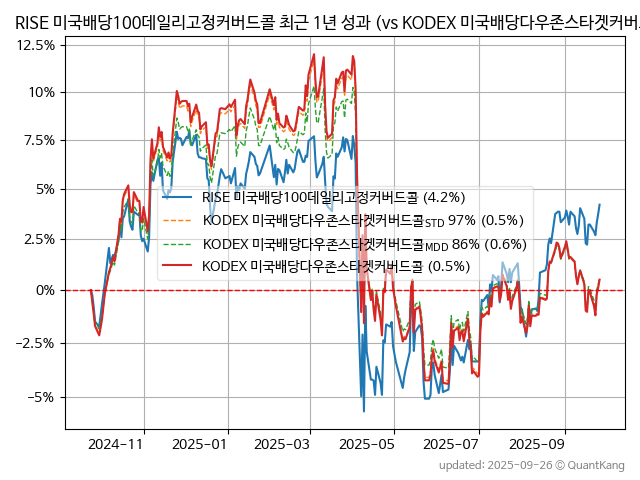 RISE 미국배당100데일리고정커버드콜 최근 1년 성과 (vs KODEX 미국배당다우존스타겟커버
12.5%
10%
7.5%
5%
2.5%
0%
−2.5%
−5%
RISE 미국배당100데일리고정커버드콜 (4.2%)
KODEX 미국배당다우존스타겟커버드콜STD 97% (0.5%)
KODEX 미국배당다우존스타겟커버드콜MDD 86% (0.6%)
KODEX 미국배당다우존스타겟커버드콜 (0.5%)
2024−11 2025−01 2025−03 2025−05 2025−07 2025−09
updated: 2025−09−26 ⓒ QuantKang